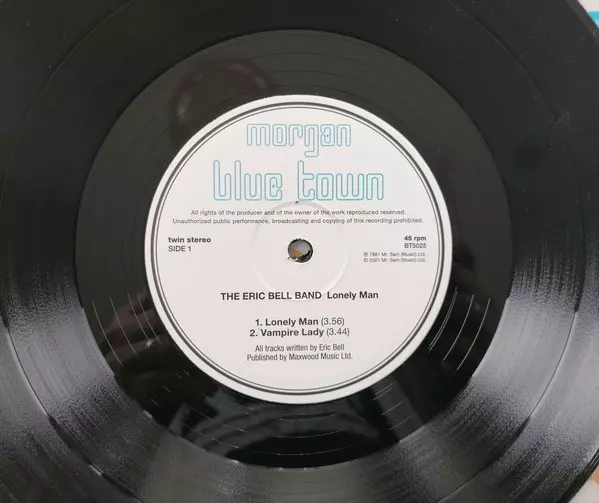 morgan
blue town
All rights of the producer and of the owner of the work reproduced reserved.
Unauthorized public performance, broadcasting and copying of this recording prohibited.
twin stereo
SIDE 1
45 rpm
BT5025
℗ 1981 Mr. Sam (Music) Ltd.
© 2021 Mr. Sam (Music) Ltd.
THE ERIC BELL BAND Lonely Man
1. Lonely Man (3.56)
2. Vampire Lady (3.44)
All tracks written by Eric Bell
Published by Maxwood Music Ltd.